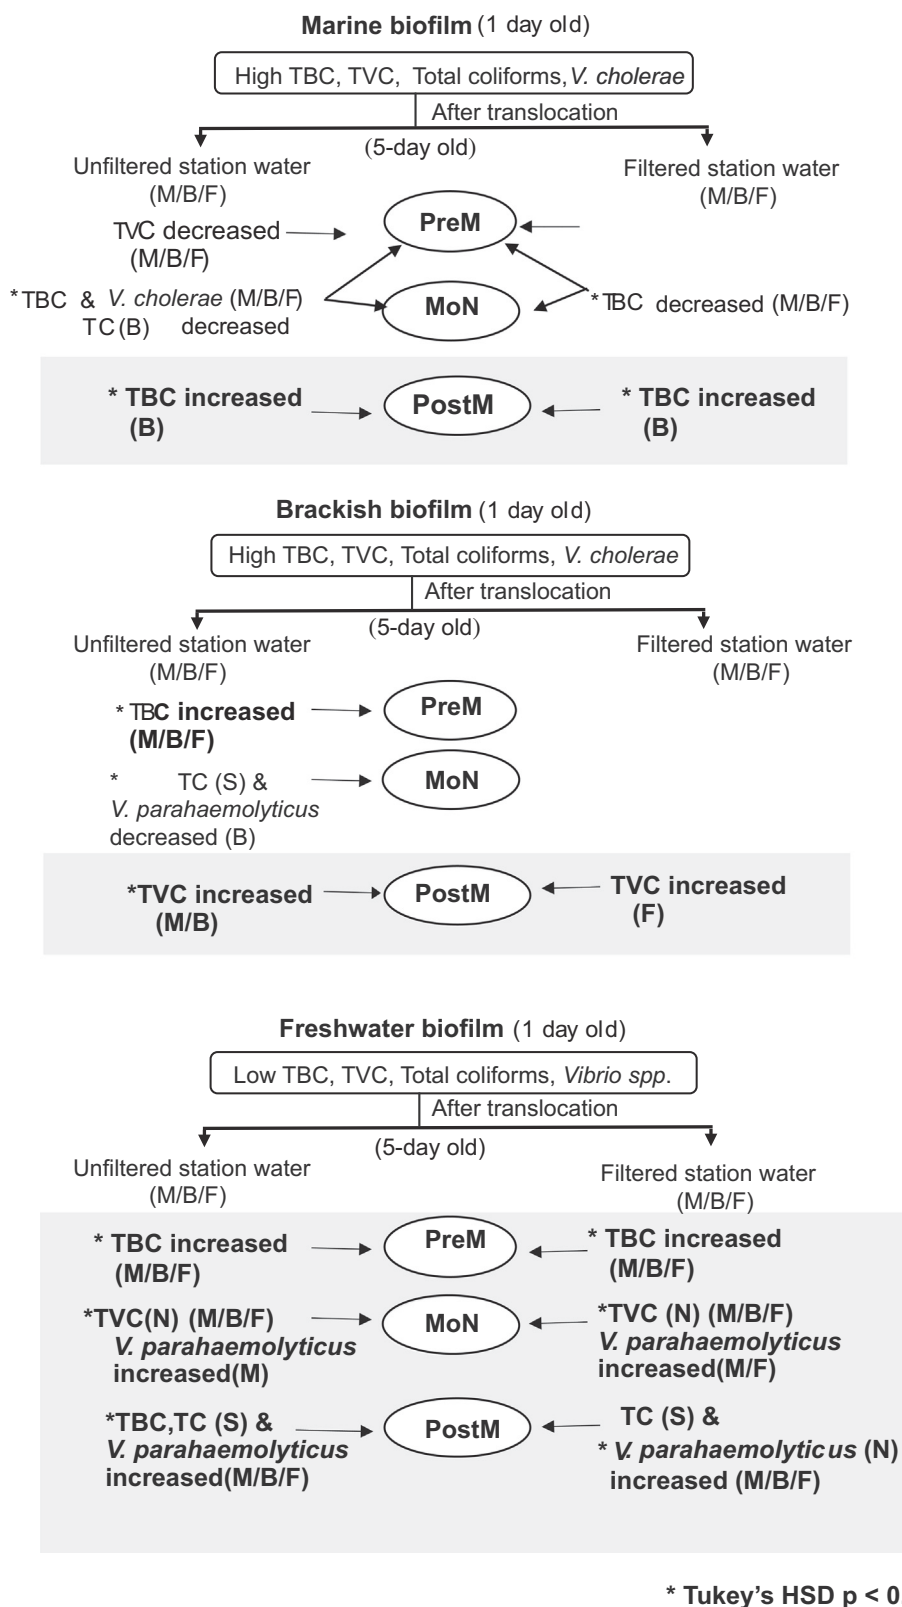 Marine biofilm (1 day old)
High TBC, TVC, Total coliforms, V. cholerae
After translocation
(5-day old)
Unfiltered station water
(M/B/F)
Filtered station water
(M/B/F)
TVC decreased
(M/B/F)
PreM
*TBC & V. cholerae (M/B/F)
TC(B) decreased
MoN
*TBC decreased (M/B/F)
* TBC increased
(B)
PostM
* TBC increased
(B)
Brackish biofilm (1 day old)
High TBC, TVC, Total coliforms, V. cholerae
After translocation
(5-day old)
Unfiltered station water
(M/B/F)
Filtered station water
(M/B/F)
* TBC increased
(M/B/F)
PreM
* TC (S) &
V. parahaemolyticus
decreased (B)
MoN
*TVC increased
(M/B)
PostM
TVC increased
(F)
Freshwater biofilm (1 day old)
Low TBC, TVC, Total coliforms, Vibrio spp.
After translocation
(5-day old)
Unfiltered station water
(M/B/F)
Filtered station water
(M/B/F)
* TBC increased
(M/B/F)
PreM
* TBC increased
(M/B/F)
*TVC(N) (M/B/F)
V. parahaemolyticus
increased(M)
MoN
*TVC (N) (M/B/F)
V. parahaemolyticus
increased(M/F)
*TBC,TC (S) &
V. parahaemolyticus
increased(M/B/F)
PostM
TC (S) &
* V. parahaemolyticus (N)
increased (M/B/F)
* Tukey's HSD p < 0